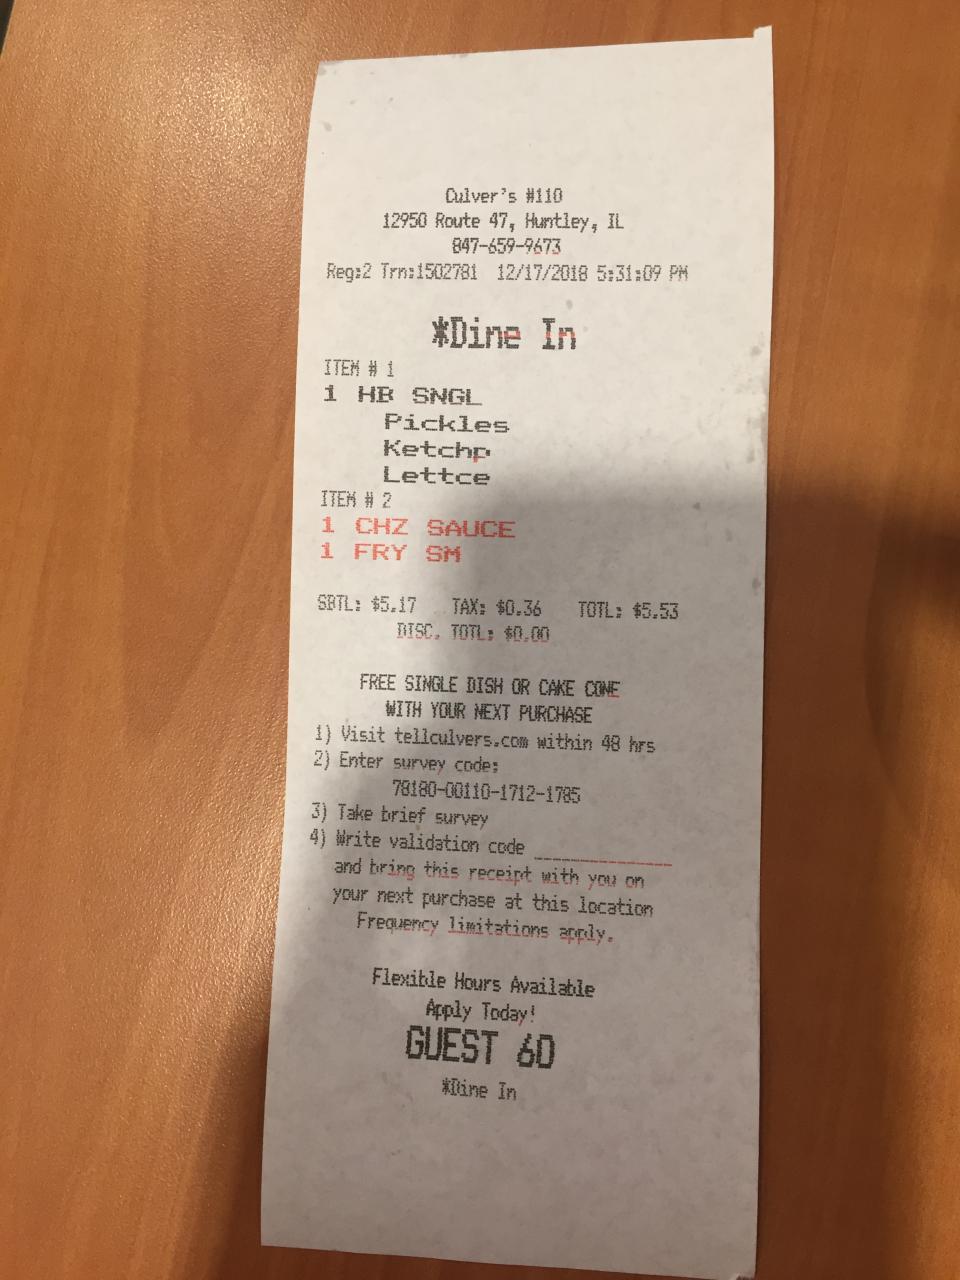 Culver's #110
12950 Route 47, Huntley, IL
847-659-9673
Reg:2 Trn:1502781 12/17/2018 5:31:09 PM
*Dine In
ITEM # 1
1 HB SNGL
Pickles
Ketchp
Lettce
ITEM # 2
1 CHZ SAUCE
1 FRY SM
SBTL: $5.17 TAX: $0.36 TOTL: $5.53
DISC. TOTL: $0.00
FREE SINGLE DISH OR CAKE CONE
WITH YOUR NEXT PURCHASE
1) Visit tellculvers.com within 48 hrs
2) Enter survey code:
78180-00110-1712-1785
3) Take brief survey
4) Write validation code _______________
and bring this receipt with you on
your next purchase at this location
Frequency limitations apply.
Flexible Hours Available
Apply Today!
GUEST 60
*Dine In